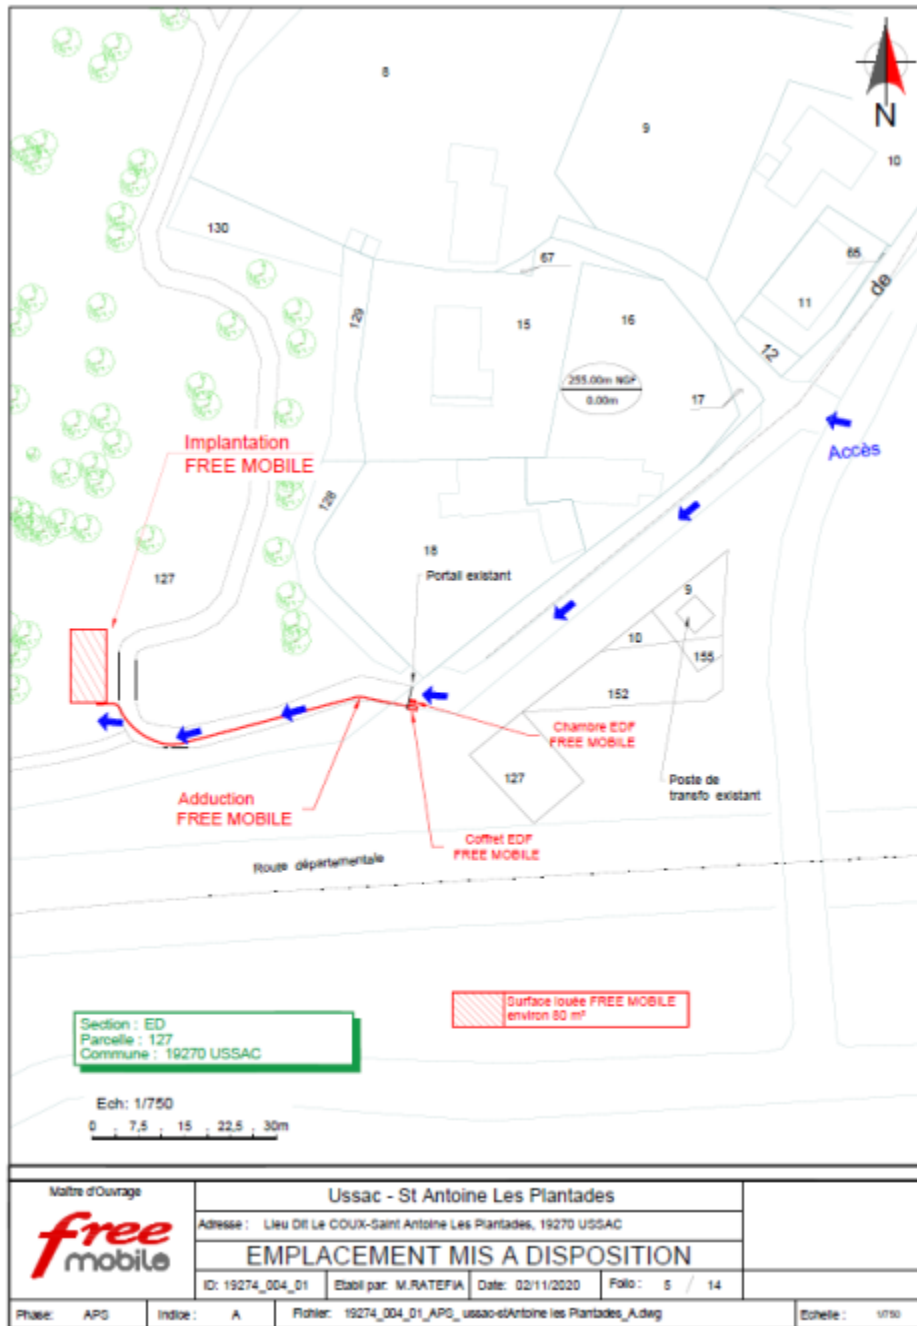 8
9
10
N
130
67
65
de
129
15
16
11
12
255.00m NGF
0.00m
17
Accès
Implantation
FREE MOBILE
128
18
127
Portail existant
9
10
155
152
Chambre EDF
FREE MOBILE
127
Poste de
transfo existant
Adduction
FREE MOBILE
Coffret EDF
FREE MOBILE
Route départementale
Surface louée FREE MOBILE
environ 80 m²
Section : ED
Parcelle : 127
Commune : 19270 USSAC
Ech: 1/750
0 7,5 15 22,5 30m
Maître d'Ouvrage
free
mobile
Ussac - St Antoine Les Plantades
Adresse : Lieu Dit Le COUX-Saint Antoine Les Plantades, 19270 USSAC
EMPLACEMENT MIS A DISPOSITION
ID: 19274_004_01 Etabli par: M.RATEFIA Date: 02/11/2020 Folio : 5 / 14
Phase: APS Indice : A Fichier: 19274_004_01_APS_ussac-stAntoine les Plantades_A.dwg Echelle : 1/750